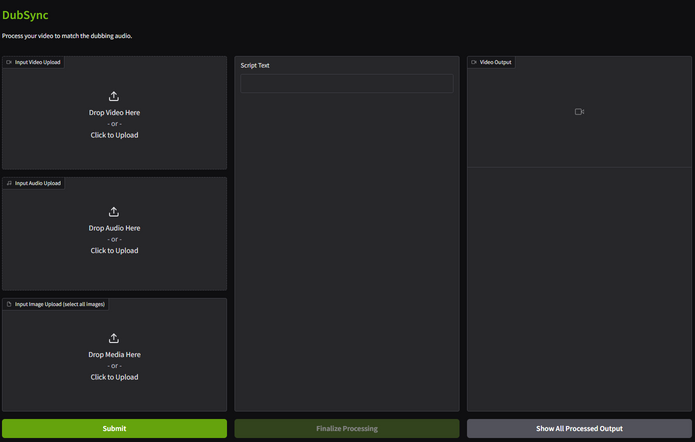 DubSync
Process your video to match the dubbing audio.
Input Video Upload
Drop Video Here
- or -
Click to Upload
Input Audio Upload
Drop Audio Here
- or -
Click to Upload
Input Image Upload (select all images)
Drop Media Here
- or -
Click to Upload
Submit
Script Text
Finalize Processing
Video Output
Show All Processed Output